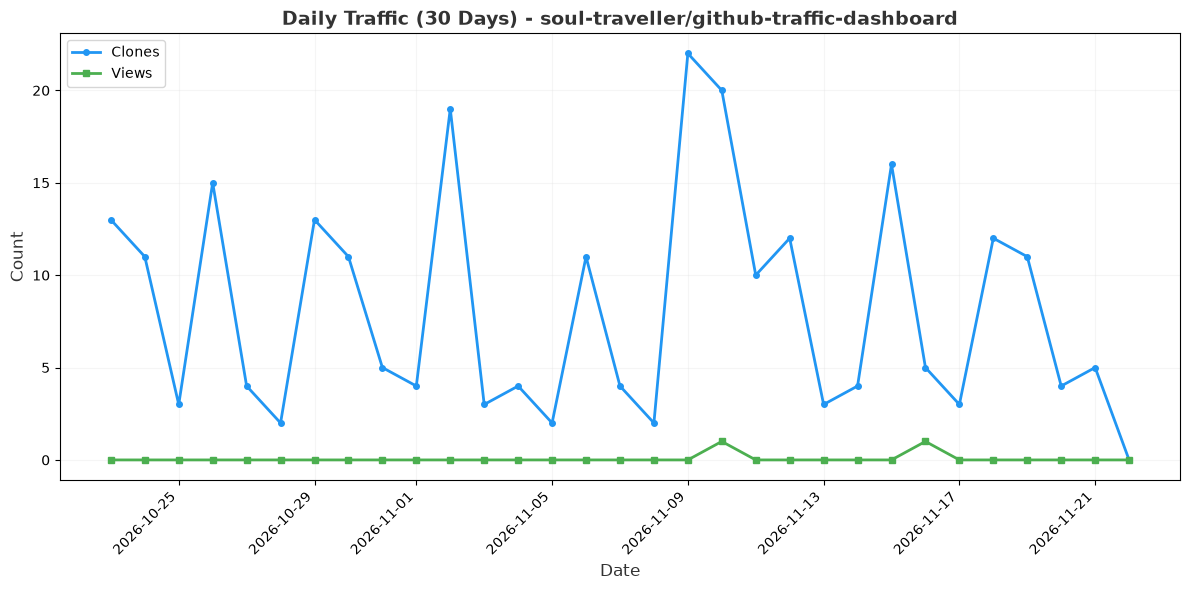 Daily Traffic (30 Days) - soul-traveller/github-traffic-dashboard
Clones
Views
Count
20
15
10
5
0
2026-10-25
2026-10-29
2026-11-01
2026-11-05
2026-11-09
2026-11-13
2026-11-17
2026-11-21
Date